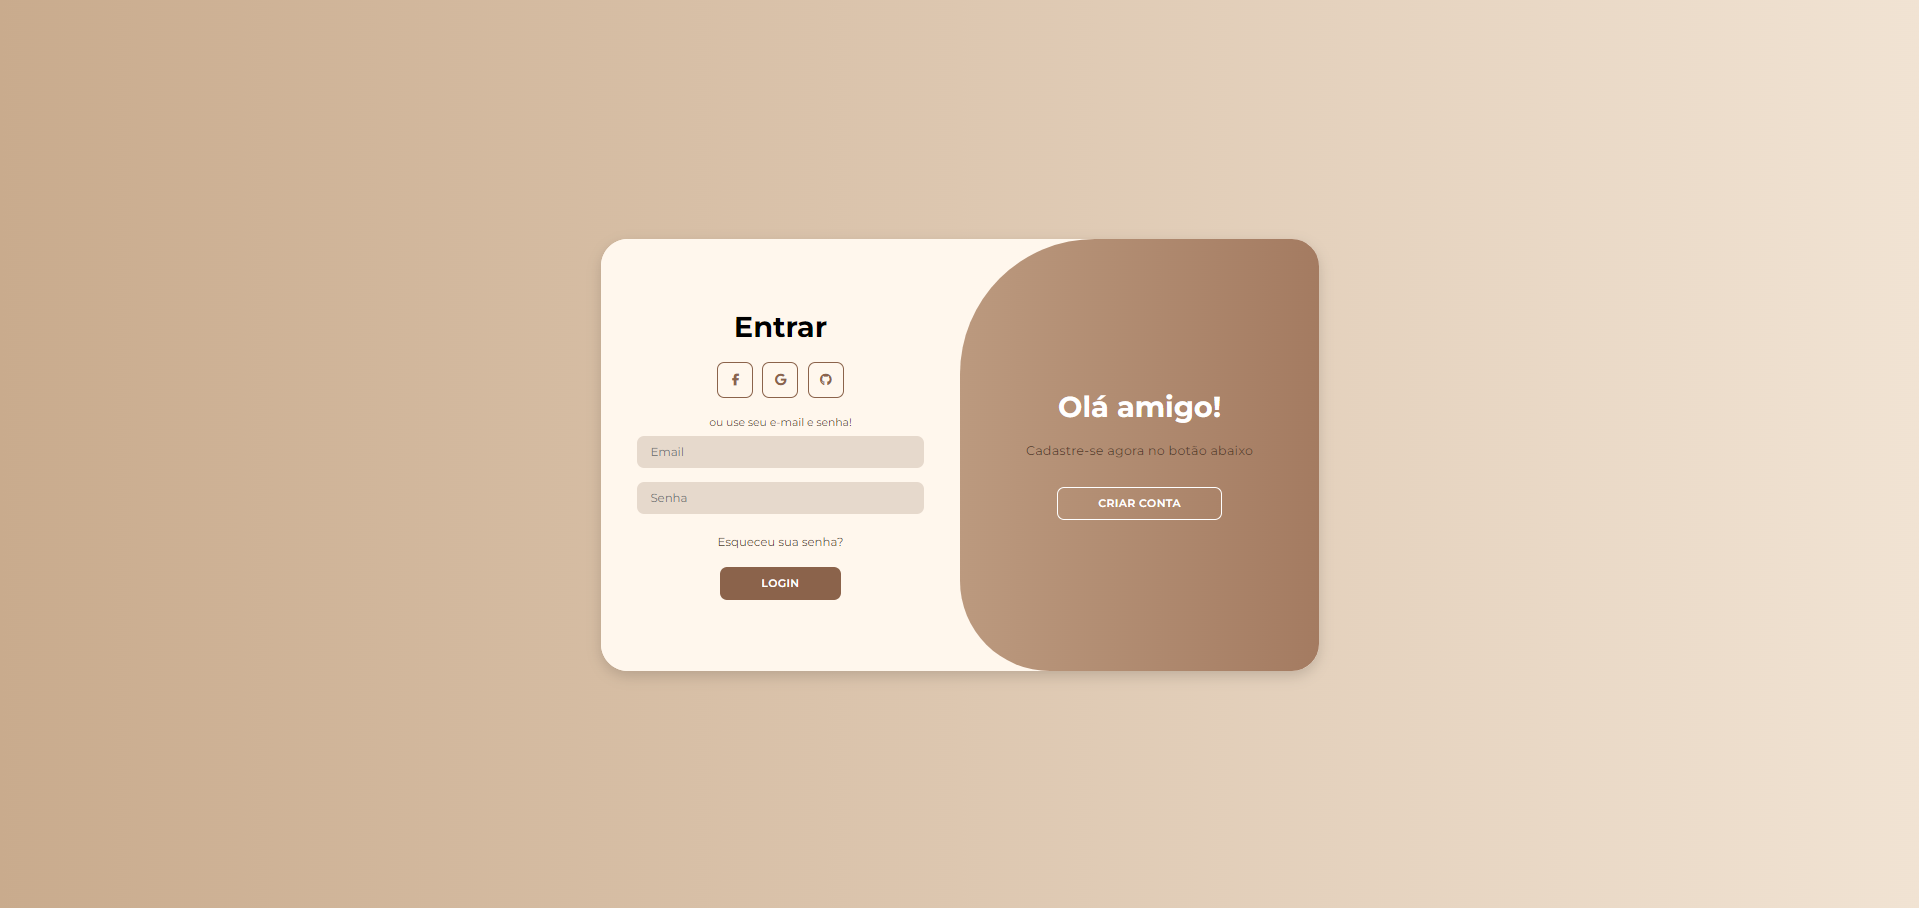 Entrar
ou use seu e-mail e senha!
Email
Senha
Esqueceu sua senha?
LOGIN
Olá amigo!
Cadastre-se agora no botão abaixo
CRIAR CONTA